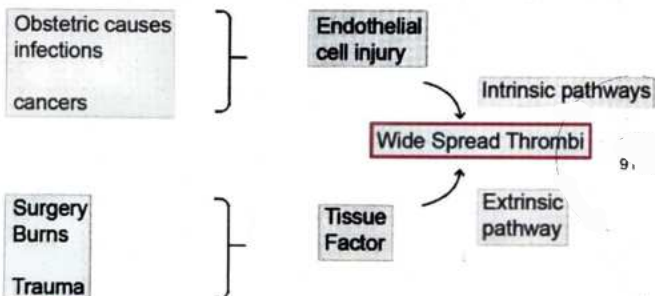 Obstetric causes
infections
cancers
Endothelial
cell injury
Intrinsic pathways
Wide Spread Thrombi
9
Surgery
Burns
Trauma
Tissue
Factor
Extrinsic
pathway